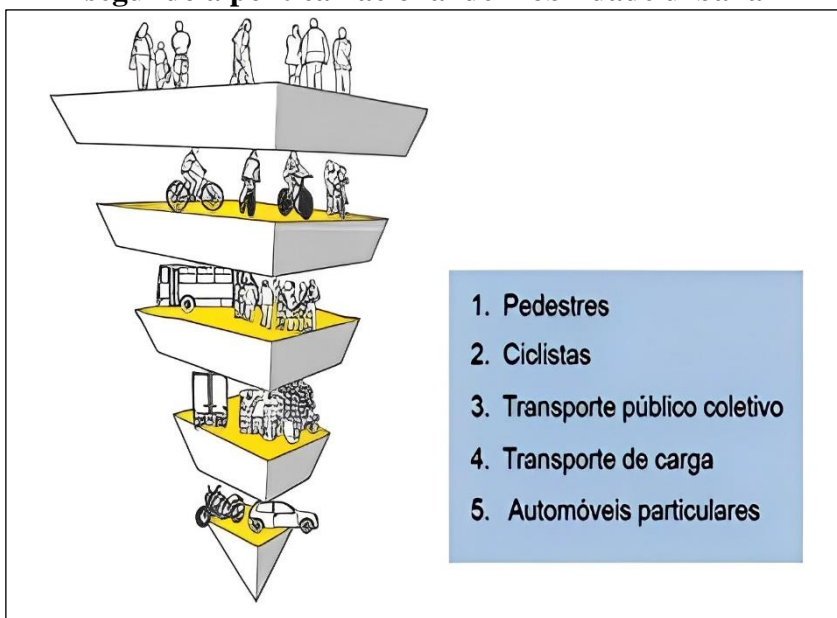 1. Pedestres
2. Ciclistas
3. Transporte público coletivo
4. Transporte de carga
5. Automóveis particulares